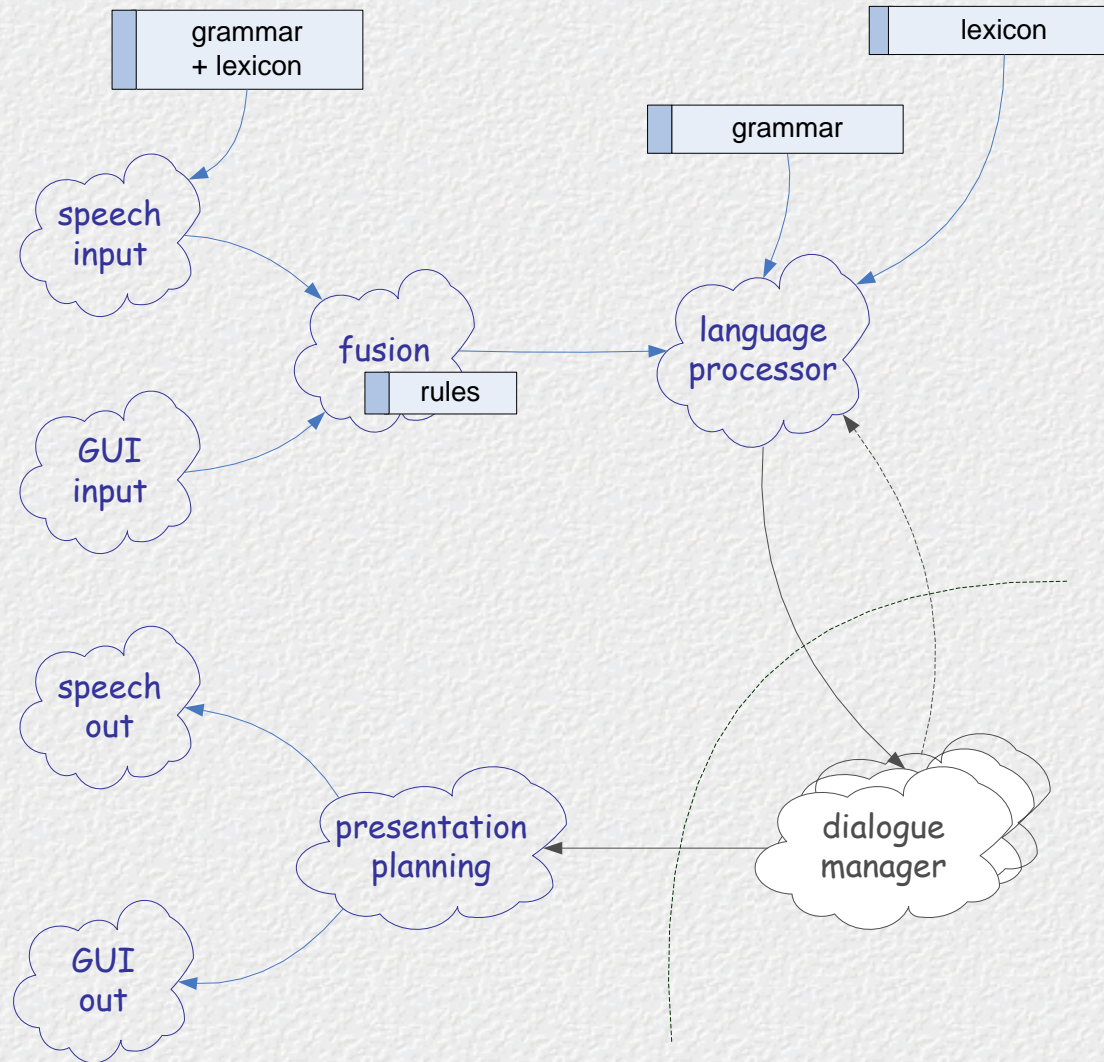 grammar
+ lexicon
lexicon
grammar
speech
input
fusion
rules
language
processor
GUI
input
speech
out
presentation
planning
dialogue
manager
GUI
out